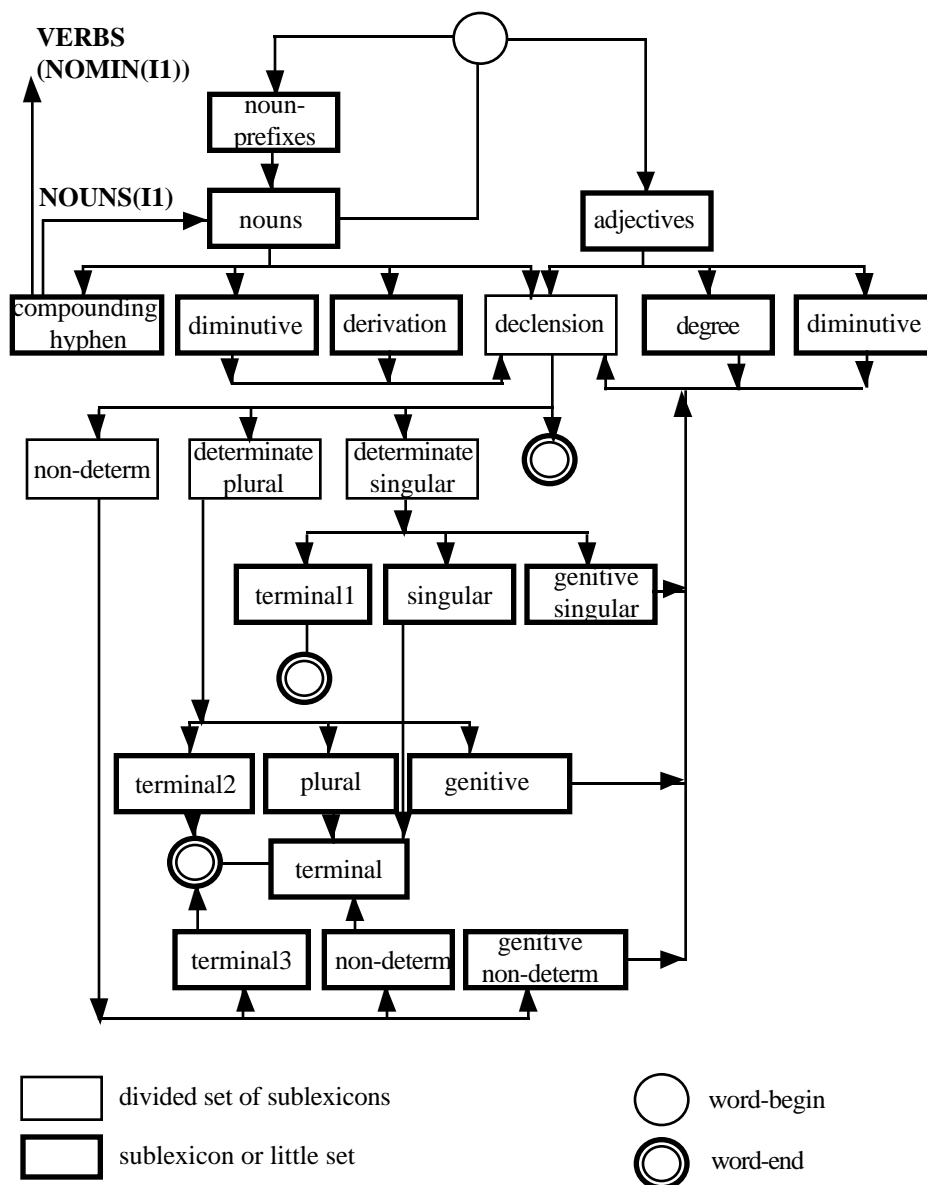 VERBS
(NOMIN(I1))
noun-
prefixes
NOUNS(I1)
nouns
adjectives
compounding
hyphen
diminutive
derivation
declension
degree
diminutive
non-determ
determinate
plural
determinate
singular
terminal1
singular
genitive
singular
terminal2
plural
genitive
terminal
terminal3
non-determ
genitive
non-determ
divided set of sublexicons
word-begin
sublexicon or little set
word-end